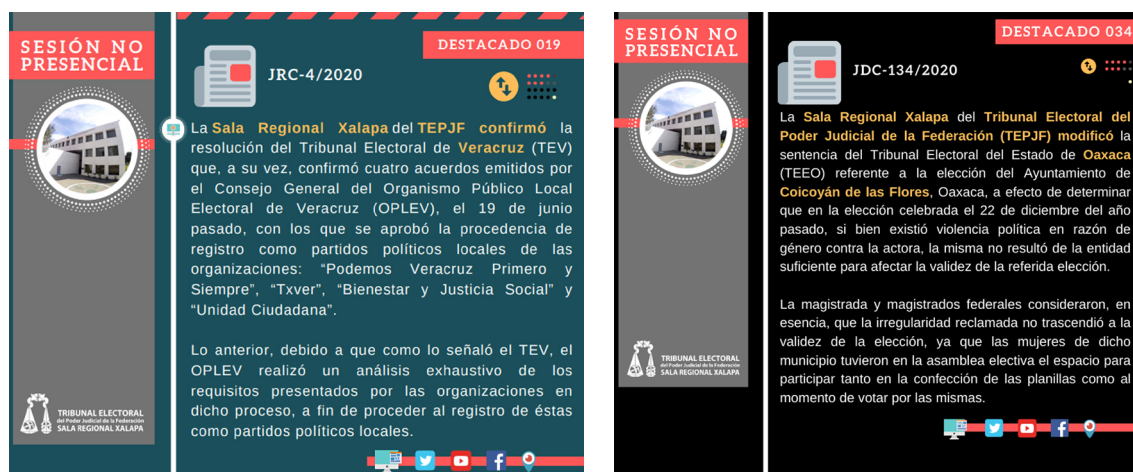 SESIÓN NO
PRESENCIAL
DESTACADO 019
JRC-4/2020
La Sala Regional Xalapa del TEPJF confirmó la
resolución del Tribunal Electoral de Veracruz (TEV)
que, a su vez, confirmó cuatro acuerdos emitidos por
el Consejo General del Organismo Público Local
Electoral de Veracruz (OPLEV), el 19 de junio
pasado, con los que se aprobó la procedencia de
registro como partidos políticos locales de las
organizaciones: “Podemos Veracruz Primero y
Siempre”, “Txver”, “Bienestar y Justicia Social” y
“Unidad Ciudadana”.
Lo anterior, debido a que como lo señaló el TEV, el
OPLEV realizó un análisis exhaustivo de los
requisitos presentados por las organizaciones en
dicho proceso, a fin de proceder al registro de éstas
como partidos políticos locales.
TRIBUNAL ELECTORAL
del Poder Judicial de la Federación
SALA REGIONAL XALAPA
SESIÓN NO
PRESENCIAL
DESTACADO 034
JDC-134/2020
La Sala Regional Xalapa del Tribunal Electoral del
Poder Judicial de la Federación (TEPJF) modificó la
sentencia del Tribunal Electoral del Estado de Oaxaca
(TEEO) referente a la elección del Ayuntamiento de
Coicoyán de las Flores, Oaxaca, a efecto de determinar
que en la elección celebrada el 22 de diciembre del año
pasado, si bien existió violencia política en razón de
género contra la actora, la misma no resultó de la entidad
suficiente para afectar la validez de la referida elección.
La magistrada y magistrados federales consideraron, en
esencia, que la irregularidad reclamada no trascendió a la
validez de la elección, ya que las mujeres de dicho
municipio tuvieron en la asamblea electiva el espacio para
participar tanto en la confección de las planillas como al
momento de votar por las mismas.
TRIBUNAL ELECTORAL
del Poder Judicial de la Federación
SALA REGIONAL XALAPA